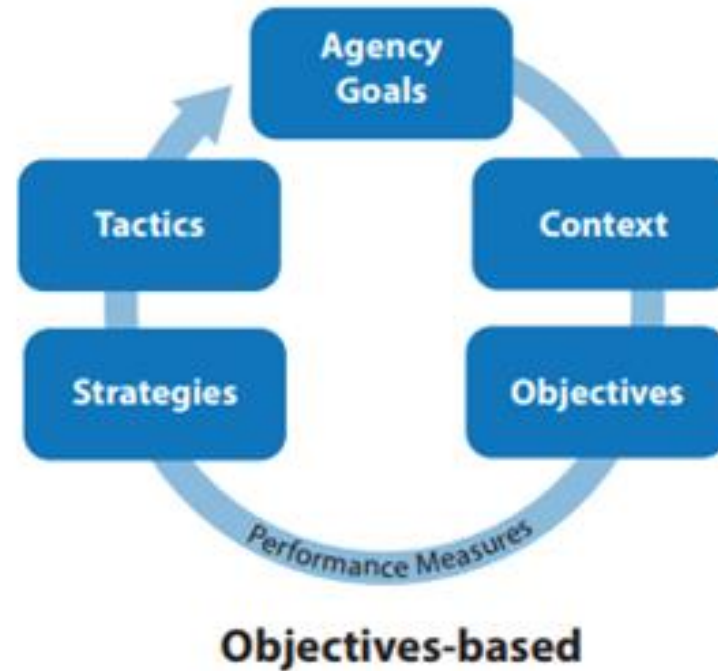 Agency
Goals
Context
Objectives
Performance Measures
Strategies
Tactics
Objectives-based